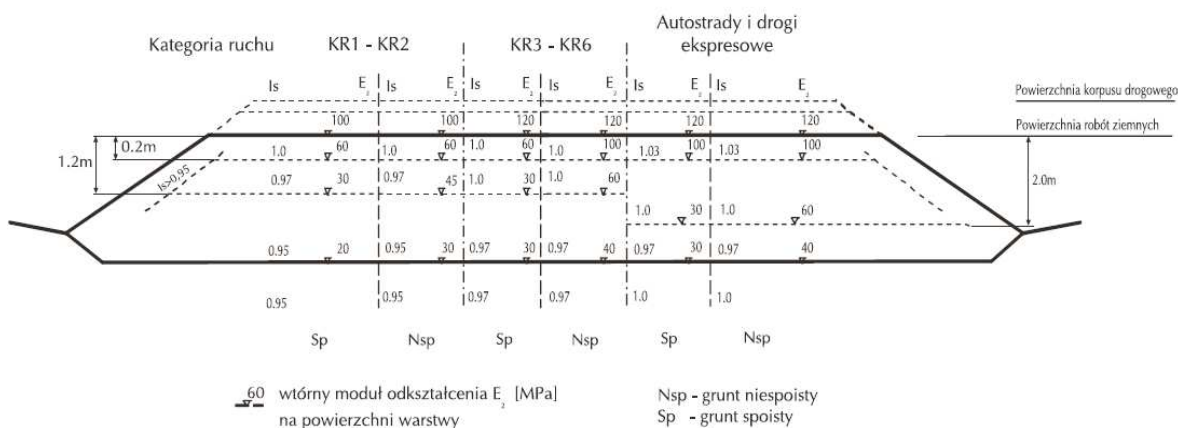 Kategoria ruchu KR1 - KR2 KR3 - KR6 Autostrady i drogi
ekspresowe
Is E₂ Is E₂ Is E₂ Is E₂ Is E₂ Is E₂
Powierzchnia korpusu drogowego
100 100 120 120 120 120
Powierzchnia robót ziemnych
1.2m 0.2m
1.0 60 1.0 60 1.0 60 1.0 100 1.03 100 1.03 100
Is>0,95
0.97 30 0.97 45 1.0 30 1.0 60
2.0m
1.0 30 1.0 60
0.95 20 0.95 30 0.97 30 0.97 40 0.97 30 0.97 40
0.95 0.95 0.97 0.97 1.0 1.0
Sp Nsp Sp Nsp Sp Nsp
60 wtórny moduł odkształcenia E₂ [MPa]
na powierzchni warstwy
Nsp - grunt niespoisty
Sp - grunt spoisty